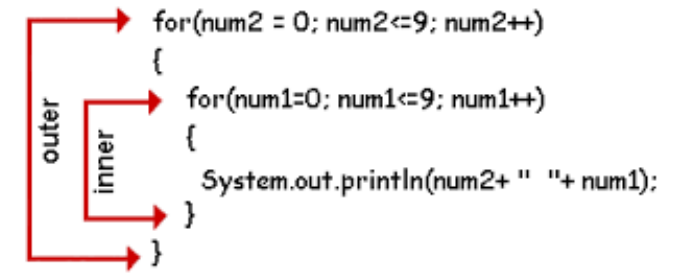 for(num2 = 0; num2<=9; num2++)
{
for(num1=0; num1<=9; num1++)
{
System.out.println(num2+ "  "+ num1);
}
}
outer
inner